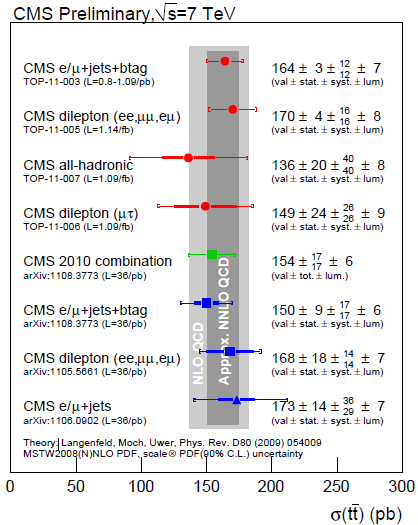 CMS Preliminary,√s=7 TeV
CMS e/μ+jets+btag
TOP-11-003 (L=0.8-1.09/pb)
164 ± 3 ± 12 12 ± 7
(val ± stat. ± syst. ± lum)
CMS dilepton (ee,μμ,eμ)
TOP-11-005 (L=1.14/fb)
170 ± 4 ± 16 16 ± 8
(val ± stat. ± syst. ± lum)
CMS all-hadronic
TOP-11-007 (L=1.09/fb)
136 ± 20 ± 40 40 ± 8
(val ± stat. ± syst. ± lum)
CMS dilepton (μτ)
TOP-11-006 (L=1.09/fb)
149 ± 24 ± 26 26 ± 9
(val ± stat. ± syst. ± lum)
CMS 2010 combination
arXiv:1108.3773 (L=36/pb)
154 ± 17 17 ± 6
(val ± tot. ± lum.)
CMS e/μ+jets+btag
arXiv:1108.3773 (L=36/pb)
150 ± 9 ± 17 17 ± 6
(val ± stat. ± syst. ± lum)
CMS dilepton (ee,μμ,eμ)
arXiv:1105.5661 (L=36/pb)
168 ± 18 ± 14 14 ± 7
(val ± stat. ± syst. ± lum)
CMS e/μ+jets
arXiv:1106.0902 (L=36/pb)
173 ± 14 ± 36 29 ± 7
(val ± stat. ± syst. ± lum)
NLO QCD
Approx. NNLO QCD
Theory: Langenfeld, Moch, Uwer, Phys. Rev. D80 (2009) 054009
MSTW2008(N)NLO PDF, scale ⊗ PDF(90% C.L.) uncertainty
0 50 100 150 200 250 300
σ(tt̄) (pb)